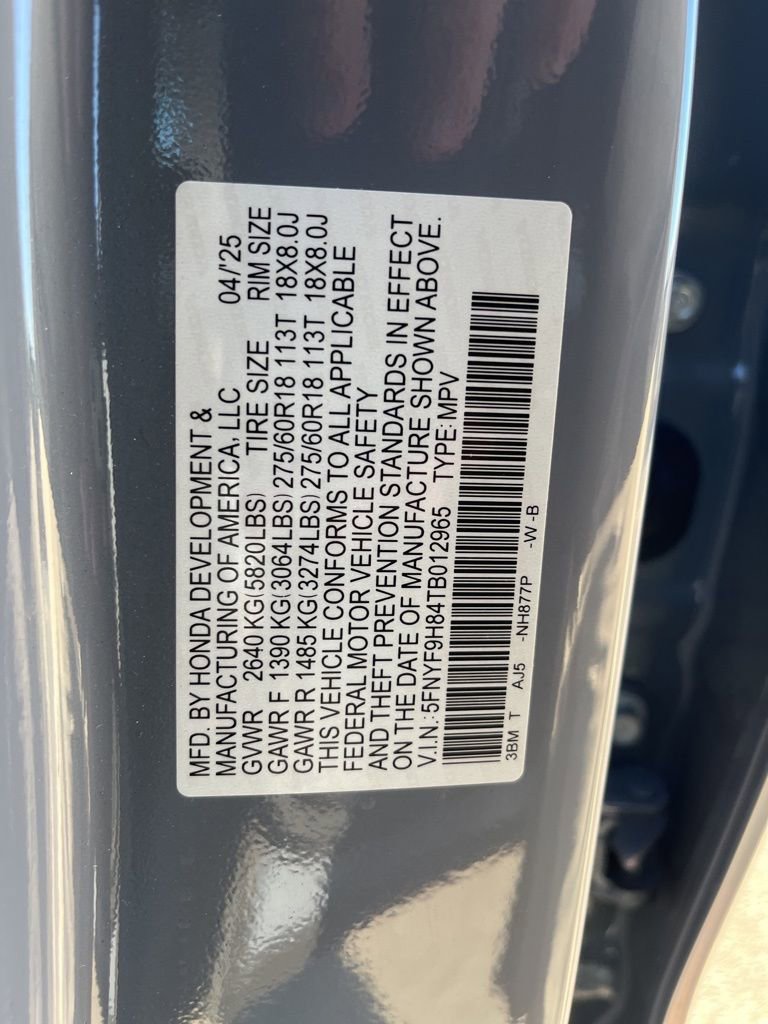 MFD. BY HONDA DEVELOPMENT &
MANUFACTURING OF AMERICA, LLC 04/'25
GVWR 2640 KG(5820LBS) TIRE SIZE RIM SIZE
GAWR F 1390 KG(3064LBS) 275/60R18 113T 18X8.0J
GAWR R 1485 KG(3274LBS) 275/60R18 113T 18X8.0J
THIS VEHICLE CONFORMS TO ALL APPLICABLE
FEDERAL MOTOR VEHICLE SAFETY
AND THEFT PREVENTION STANDARDS IN EFFECT
ON THE DATE OF MANUFACTURE SHOWN ABOVE.
V.I.N.:5FNYF9H84TB012965 TYPE:MPV
3BM T AJ5 -NH877P -W -B